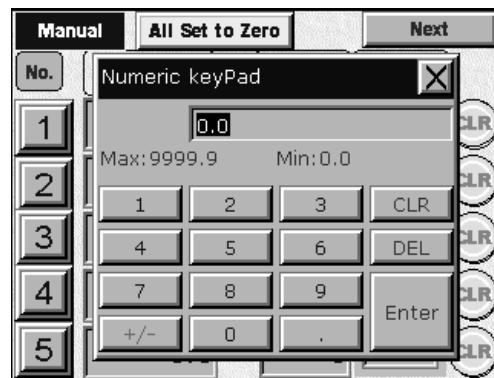 Manual All Set to Zero Next
No.
Numeric keyPad X
0.0
1 CLR
Max:9999.9 Min:0.0
2 CLR
1 2 3 CLR
3 4 5 6 DEL CLR
4 7 8 9 Enter CLR
+/- 0 .
5 CLR